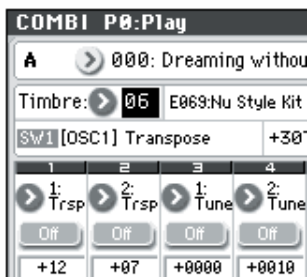 COMBI P0:Play
A 000: Dreaming withou
Timbre: 06 E069:Nu Style Kit
SW1 [OSC1] Transpose +30
1 2 3 4
1: Trsp 2: Trsp 1: Tune 2: Tune
Off Off Off Off
+12 +07 +0000 +0010